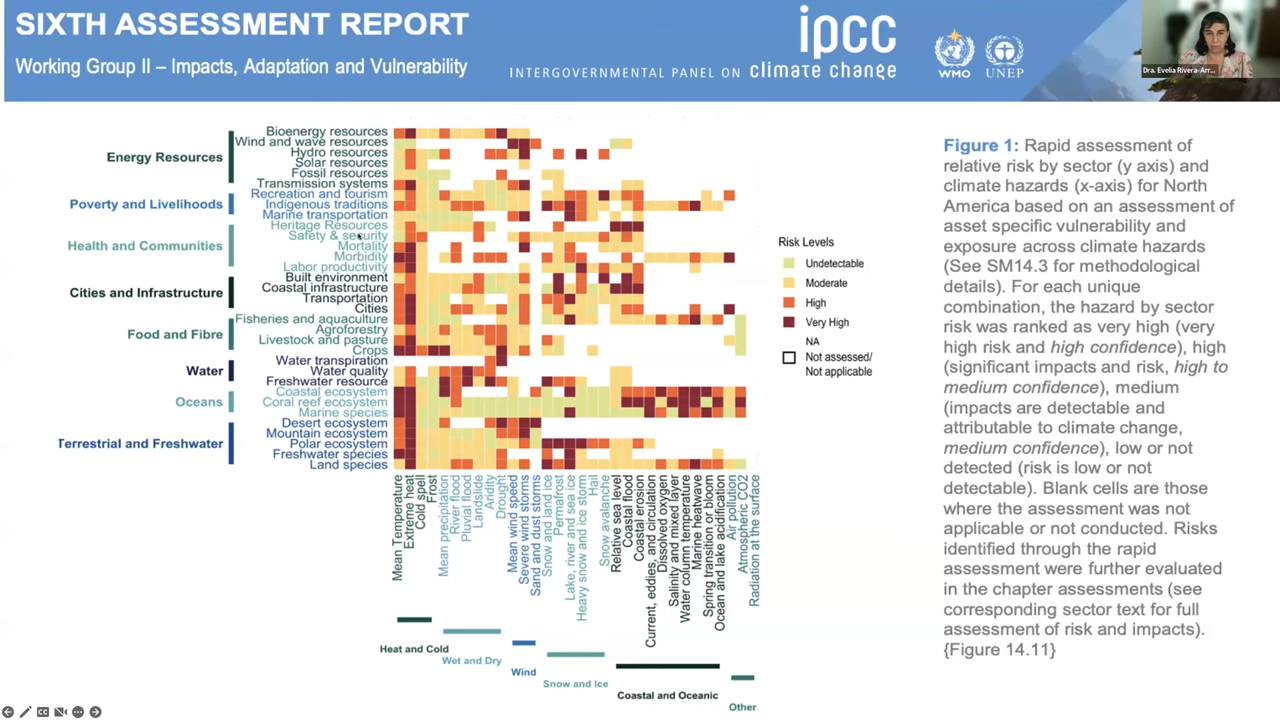 SIXTH ASSESSMENT REPORT
Working Group II – Impacts, Adaptation and Vulnerability
ipcc
INTERGOVERNMENTAL PANEL ON climate change
WMO
UNEP
Dra. Evelia Rivera-Arr...
Energy Resources
Poverty and Livelihoods
Health and Communities
Cities and Infrastructure
Food and Fibre
Water
Oceans
Terrestrial and Freshwater
Bioenergy resources
Wind and wave resources
Hydro resources
Solar resources
Fossil resources
Transmission systems
Recreation and tourism
Indigenous traditions
Marine transportation
Heritage Resources
Safety & security
Mortality
Morbidity
Labor productivity
Built environment
Coastal infrastructure
Transportation
Cities
Fisheries and aquaculture
Agroforestry
Livestock and pasture
Crops
Water transpiration
Water quality
Freshwater resource
Coastal ecosystem
Coral reef ecosystem
Marine species
Desert ecosystem
Mountain ecosystem
Polar ecosystem
Freshwater species
Land species
Mean Temperature
Extreme heat
Cold spell
Frost
Mean precipitation
River flood
Pluvial flood
Landslide
Aridity
Drought
Mean wind speed
Severe wind storms
Sand and dust storms
Snow and land ice
Permafrost
Lake, river and sea ice
Heavy snow and ice storm
Hail
Snow avalanche
Relative sea level
Coastal flood
Coastal erosion
Current, eddies, and circulation
Dissolved oxygen
Salinity and mixed layer
Water column temperature
Marine heatwave
Spring transition or bloom
Ocean and lake acidification
Air pollution
Atmospheric CO2
Radiation at the surface
Heat and Cold
Wet and Dry
Wind
Snow and Ice
Coastal and Oceanic
Other
Risk Levels
Undetectable
Moderate
High
Very High
NA
Not assessed/
Not applicable
Figure 1: Rapid assessment of
relative risk by sector (y axis) and
climate hazards (x-axis) for North
America based on an assessment of
asset specific vulnerability and
exposure across climate hazards
(See SM14.3 for methodological
details). For each unique
combination, the hazard by sector
risk was ranked as very high (very
high risk and high confidence), high
(significant impacts and risk, high to
medium confidence), medium
(impacts are detectable and
attributable to climate change,
medium confidence), low or not
detected (risk is low or not
detectable). Blank cells are those
where the assessment was not
applicable or not conducted. Risks
identified through the rapid
assessment were further evaluated
in the chapter assessments (see
corresponding sector text for full
assessment of risk and impacts).
{Figure 14.11}